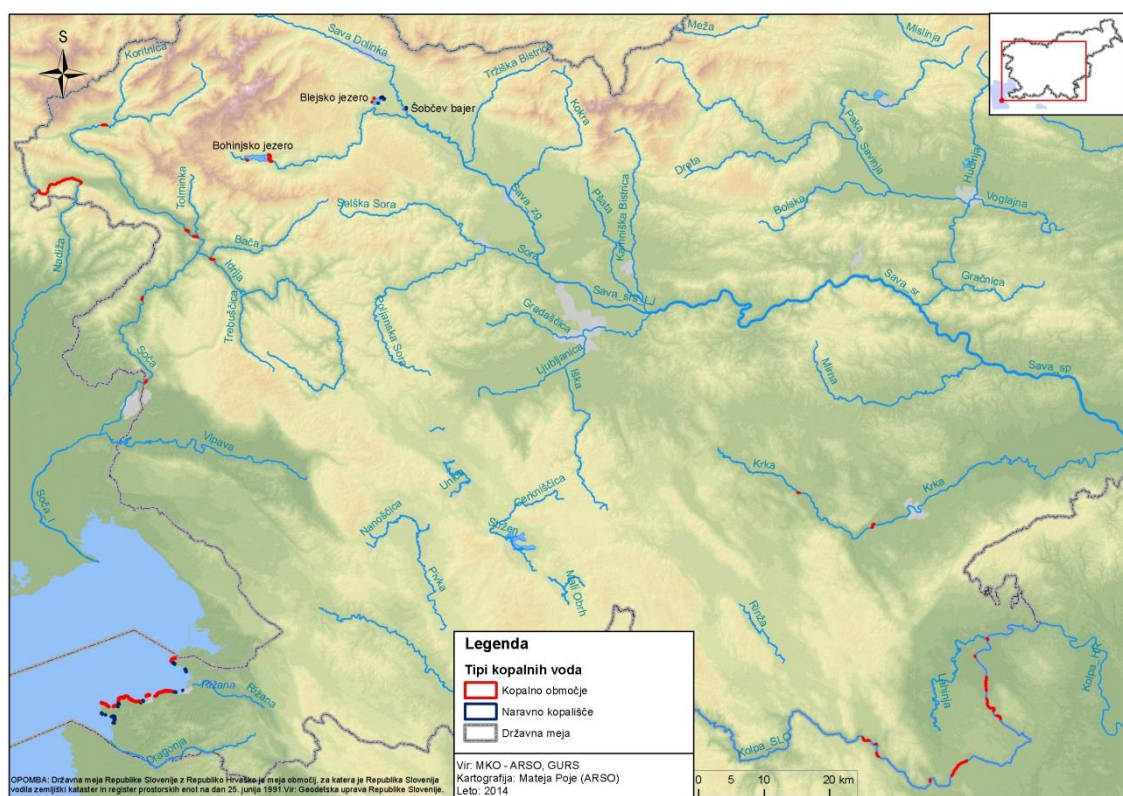 S
Koritnica
Sava Dolinka
Tržiška Bistrica
Meža
Mislinja
Blejsko jezero
Šobčev bajer
Kokra
Bohinjsko jezero
Paka
Savinja
Hudinja
Dreta
Tolminka
Pšata
Kamniška Bistrica
Bolska
Voglajna
Selška Sora
Sava_zg
Nadiža
Bača
Sora
Idrija
Sava_srs_LJ
Sava_sr
Gračnica
Trebuščica
Poljanska Sora
Gradaščica
Soča
Ljubljanica
Iška
Mirna
Sava_sp
Vipava
Unica
Cerkniščica
Krka
Krka
Soča_I
Nanoščica
Stržen
Pivka
Mali Obrh
Rinža
Lahinja
Kolpa_HR
Rižana
Rižana
Dragonja
Kolpa_SLO
Legenda
Tipi kopalnih voda
Kopalno območje
Naravno kopališče
Državna meja
Vir: MKO - ARSO, GURS
Kartografija: Mateja Poje (ARSO)
Leto: 2014
0 5 10 20 km
OPOMBA: Državna meja Republike Slovenije z Republiko Hrvaško je meja območij, za katera je Republika Slovenija
vodila zemljiški kataster in register prostorskih enot na dan 25. junija 1991.Vir: Geodetska uprava Republike Slovenije.